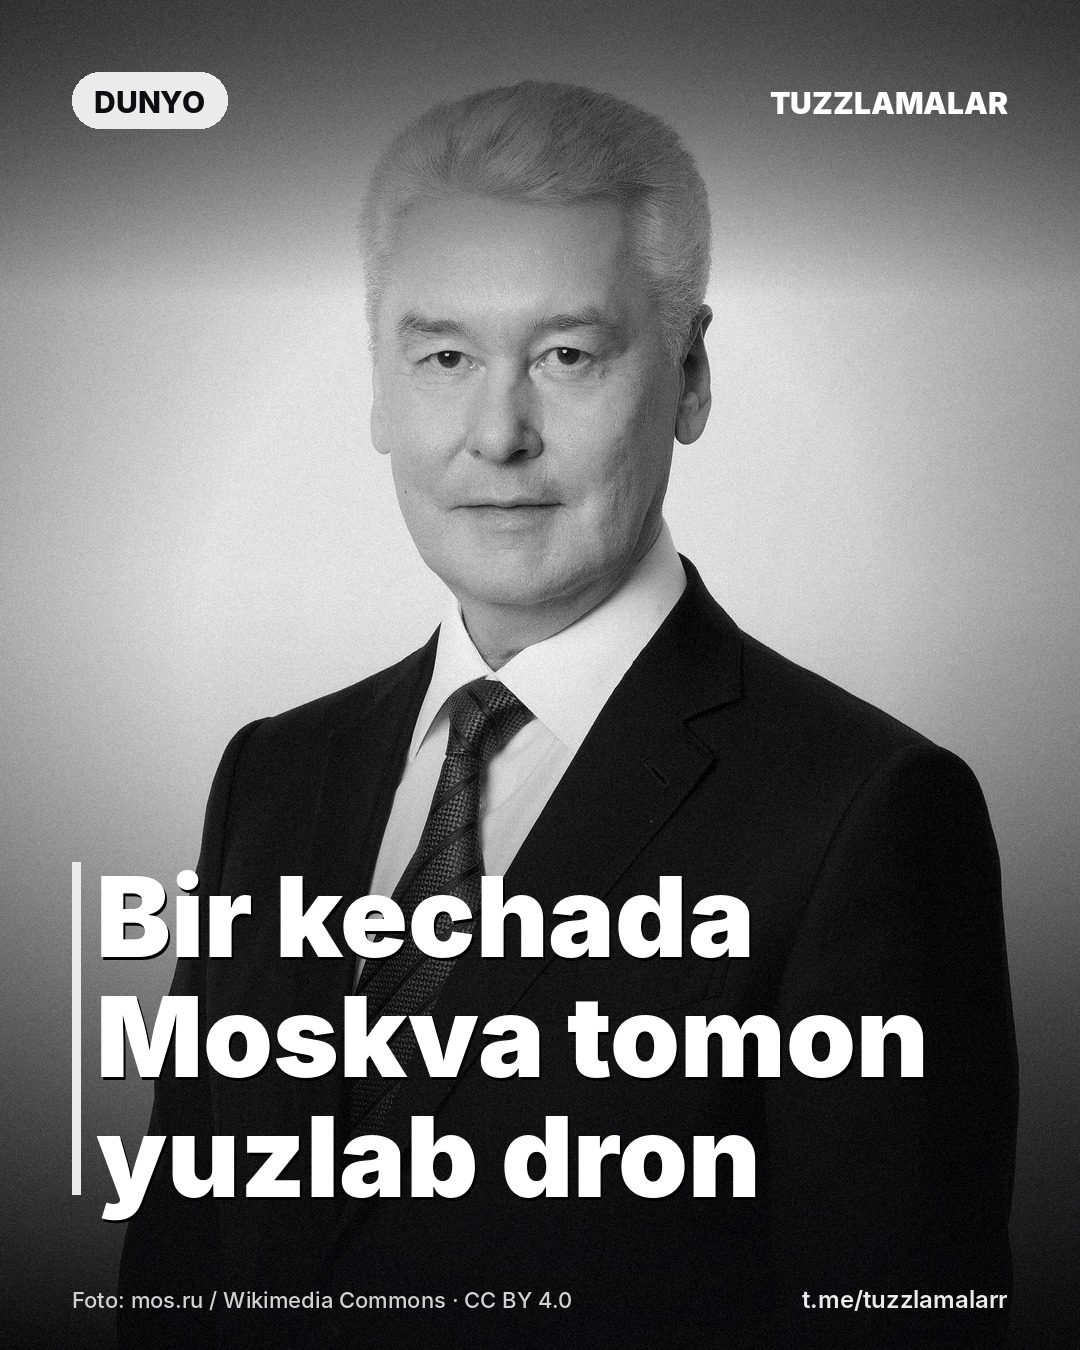 DUNYO
TUZZLAMALAR
Bir kechada
Moskva tomon
yuzlab dron
Foto: mos.ru / Wikimedia Commons · CC BY 4.0
t.me/tuzzlamalarr